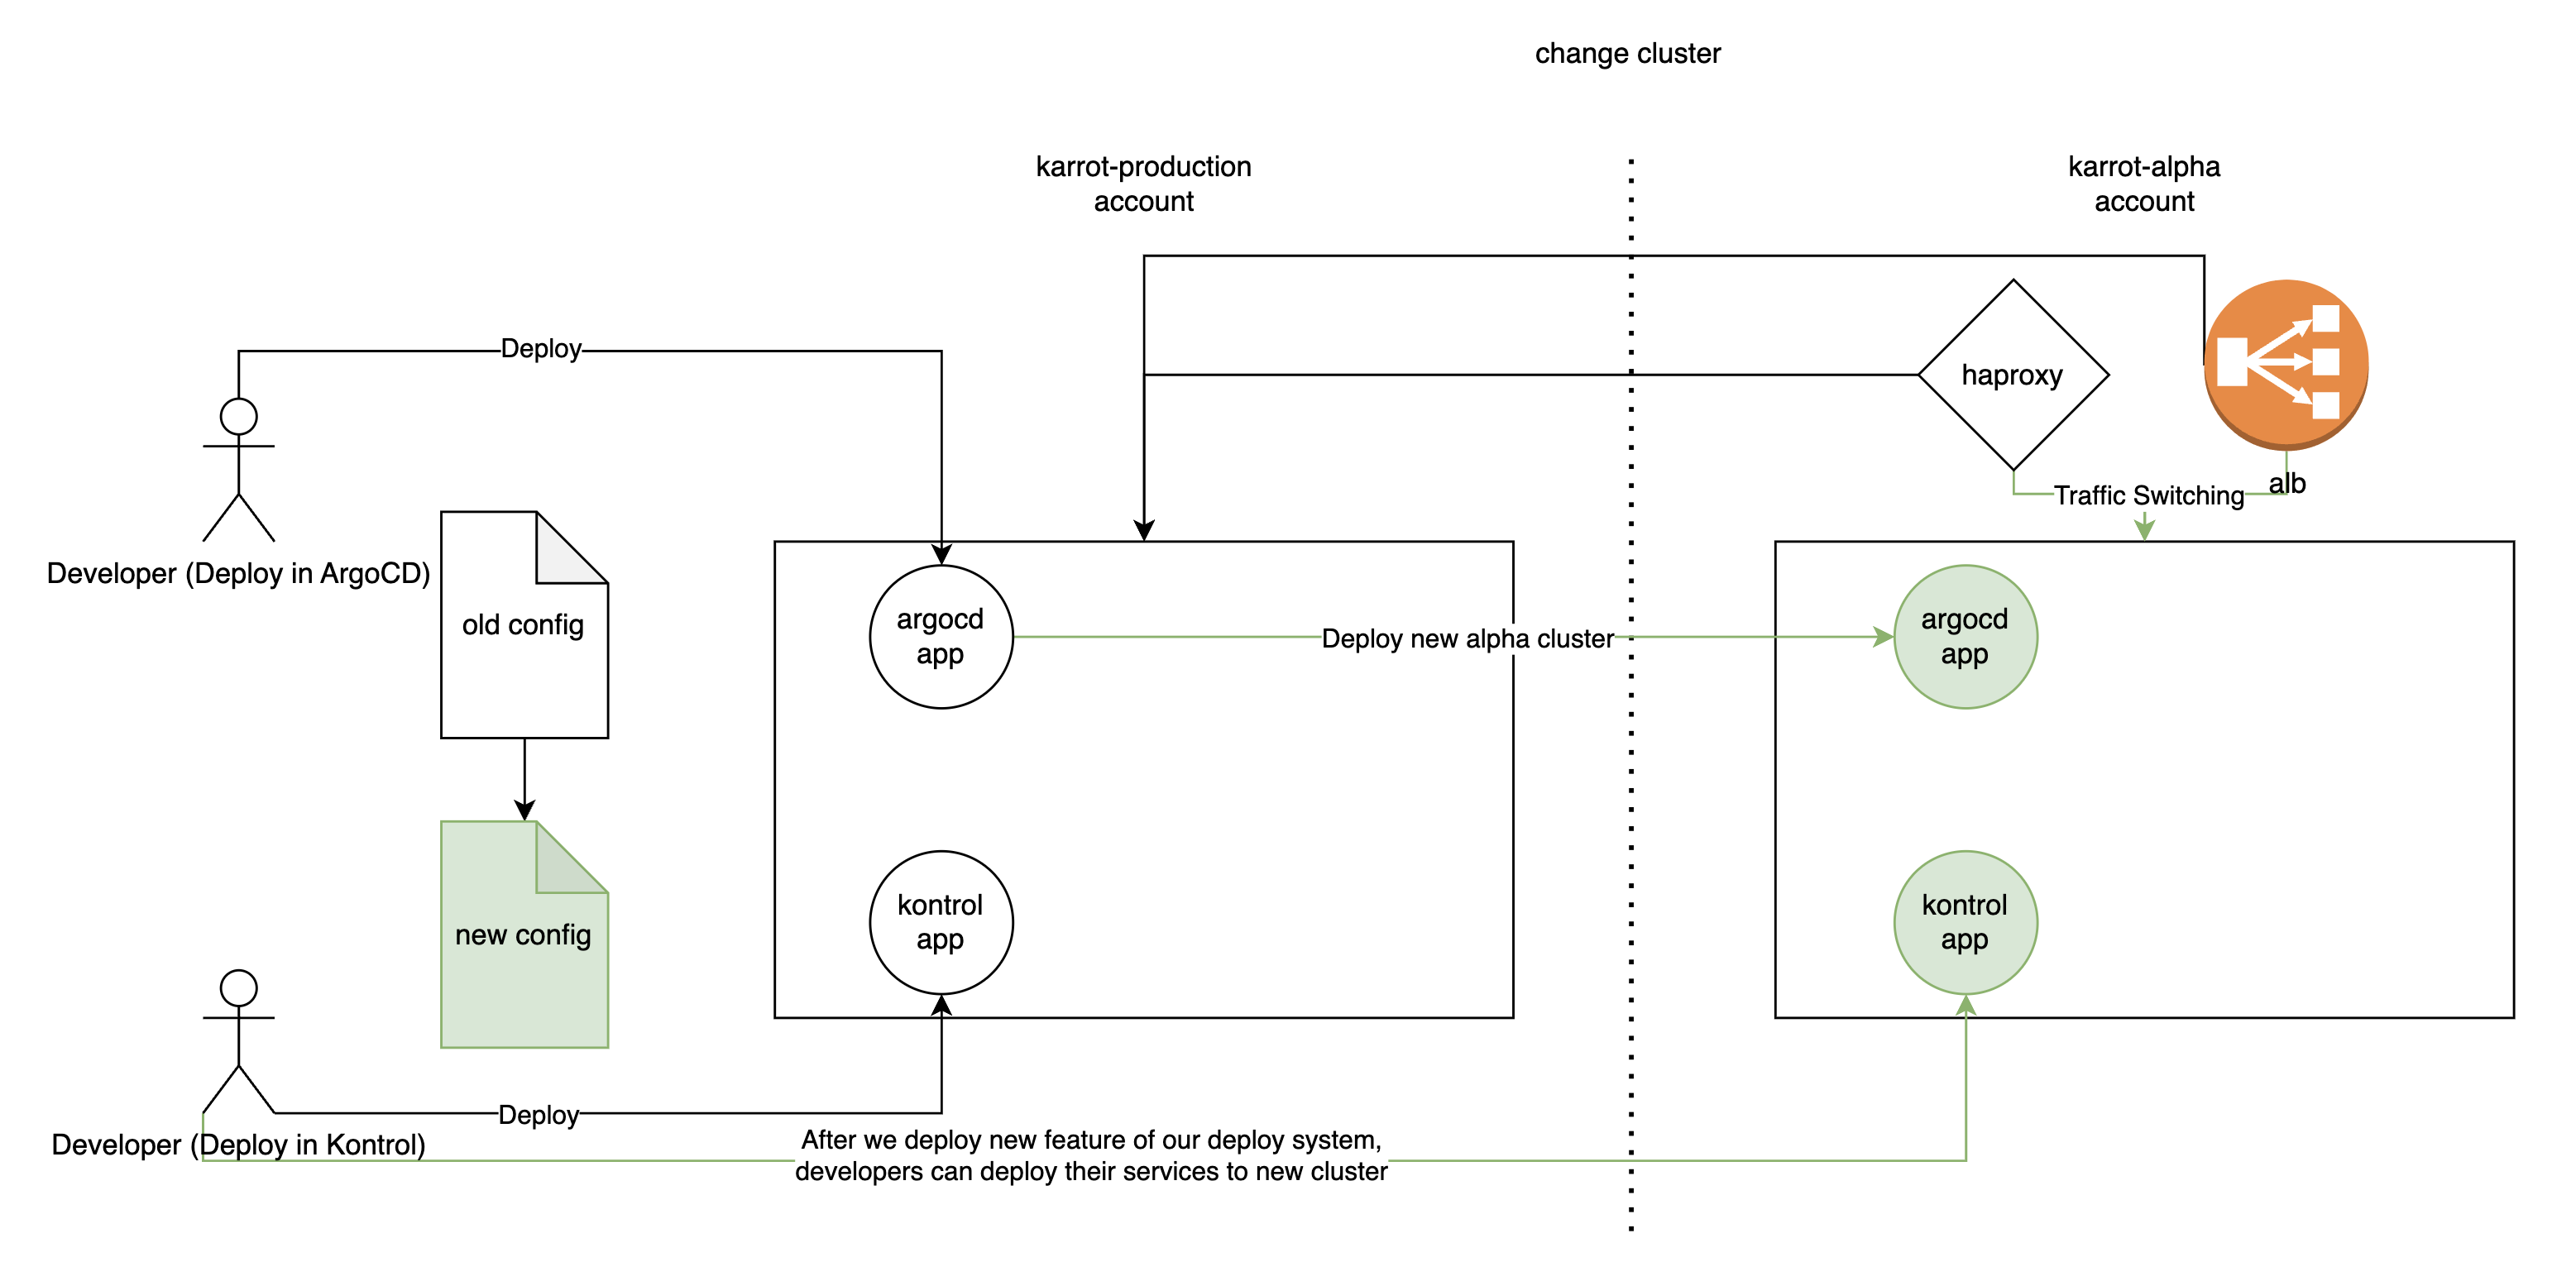 change cluster
karrot-production
account
karrot-alpha
account
Deploy
haproxy
alb
Traffic Switching
Developer (Deploy in ArgoCD)
old config
argocd
app
Deploy new alpha cluster
argocd
app
new config
kontrol
app
kontrol
app
Deploy
Developer (Deploy in Kontrol)
After we deploy new feature of our deploy system,
developers can deploy their services to new cluster